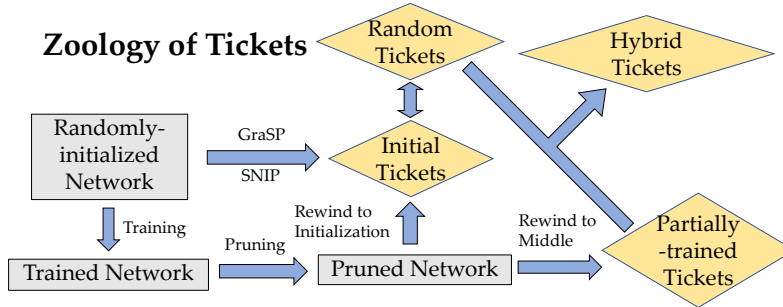 Zoology of Tickets
Random
Tickets
Hybrid
Tickets
Randomly-
initialized
Network
GraSP
SNIP
Initial
Tickets
Training
Rewind to
Initialization
Pruning
Rewind to
Middle
Partially
-trained
Tickets
Trained Network
Pruned Network